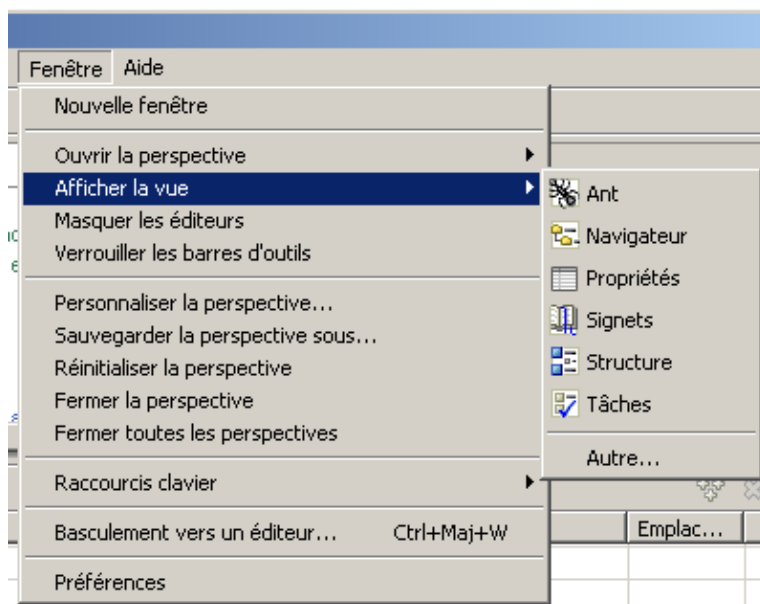 Fenêtre Aide
Nouvelle fenêtre
Ouvrir la perspective
Afficher la vue
Masquer les éditeurs
Verrouiller les barres d'outils
Personnaliser la perspective...
Sauvegarder la perspective sous...
Réinitialiser la perspective
Fermer la perspective
Fermer toutes les perspectives
Raccourcis clavier
Basculement vers un éditeur... Ctrl+Maj+W
Préférences
Ant
Navigateur
Propriétés
Signets
Structure
Tâches
Autre...
Emplac...